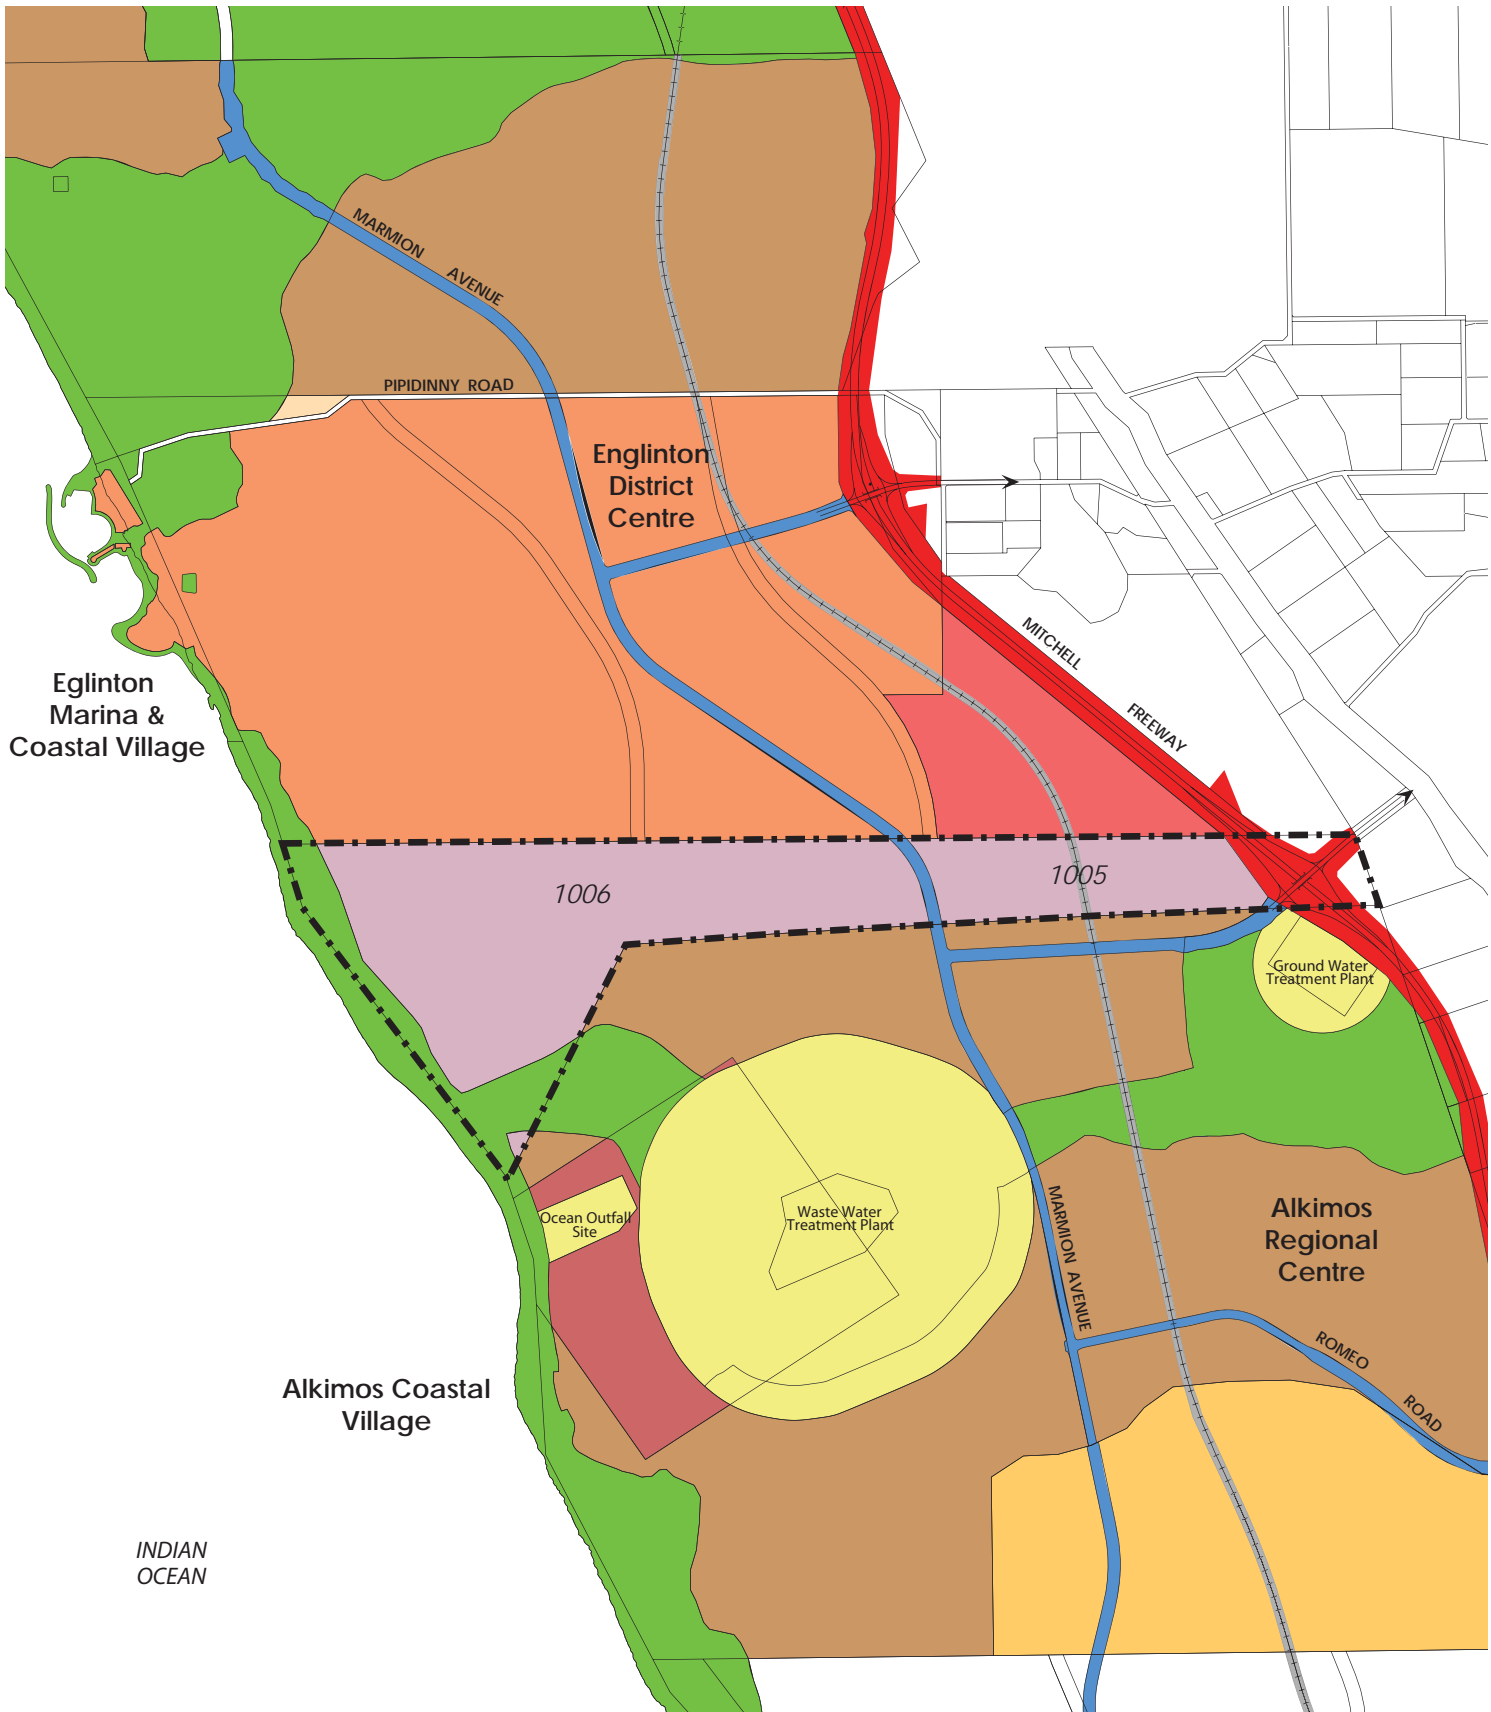 MARMION
AVENUE
PIPIDINNY ROAD
Englinton
District
Centre
MITCHELL
FREEWAY
Eglinton
Marina &
Coastal Village
1006
1005
Ground Water
Treatment Plant
Ocean Outfall
Site
Waste Water
Treatment Plant
MARMION AVENUE
Alkimos
Regional
Centre
ROMEO
ROAD
Alkimos Coastal
Village
INDIAN
OCEAN